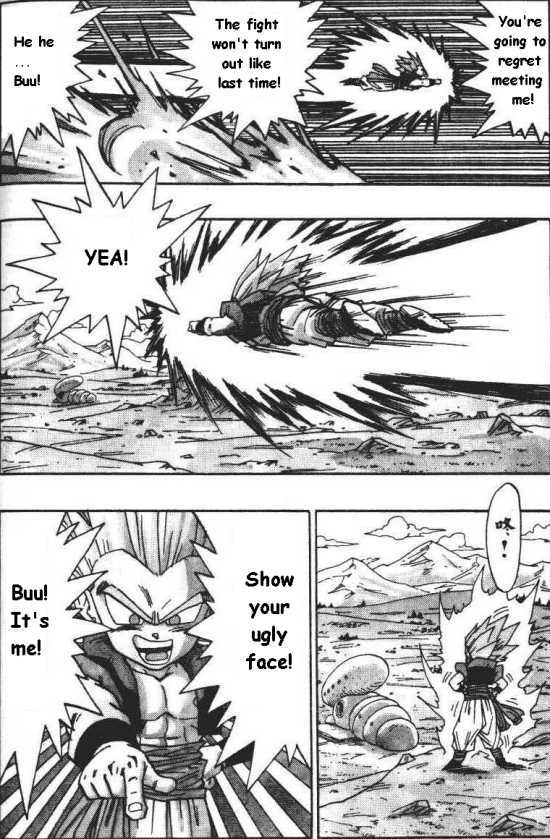 You're
going to
regret
meeting
me!
The fight
won't turn
out like
last time!
He he
...
Buu!
YEA!
咚!
Show
your
ugly
face!
Buu!
It's
me!